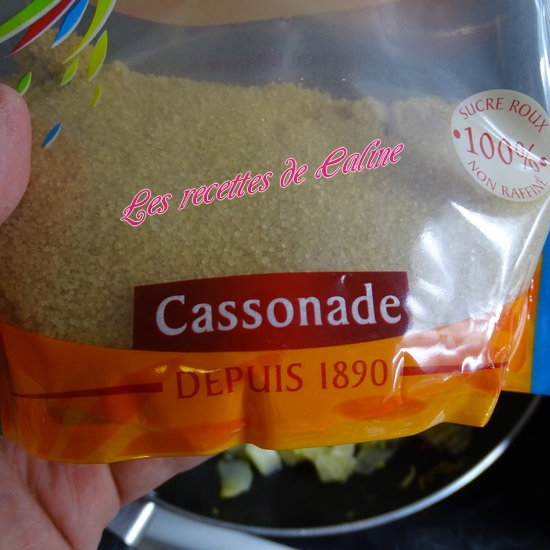 SUCRE ROUX
100%
NON RAFFINÉ
Les recettes de Caline
Cassonade
DEPUIS 1890